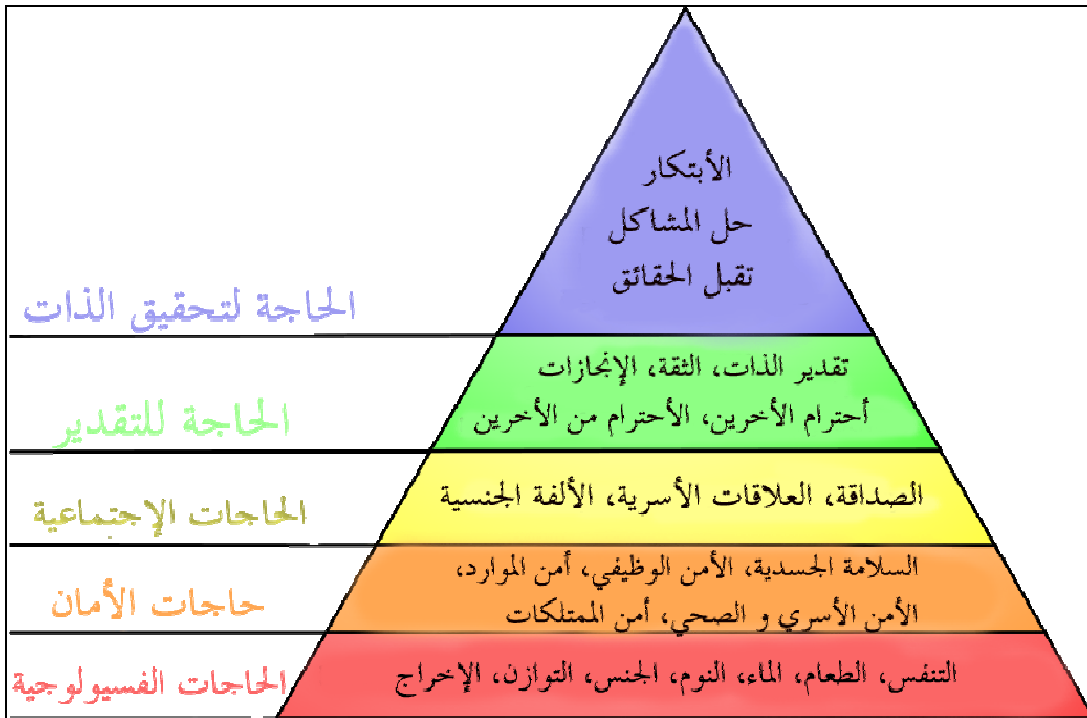 الأبتكار
حل المشاكل
تقبل الحقائق
الحاجة لتحقيق الذات
تقدير الذات، الثقة، الإنجازات
أحترام الأخرين، الأحترام من الأخرين
الحاجة للتقدير
الصداقة، العلاقات الأسرية، الألفة الجنسية
الحاجات الإجتماعية
السلامة الجسدية، الأمن الوظيفي، أمن الموارد،
الأمن الأسري و الصحي، أمن الممتلكات
حاجات الأمان
التنفس، الطعام، الماء، النوم، الجنس، التوازن، الإخراج
الحاجات الفسيولوجية